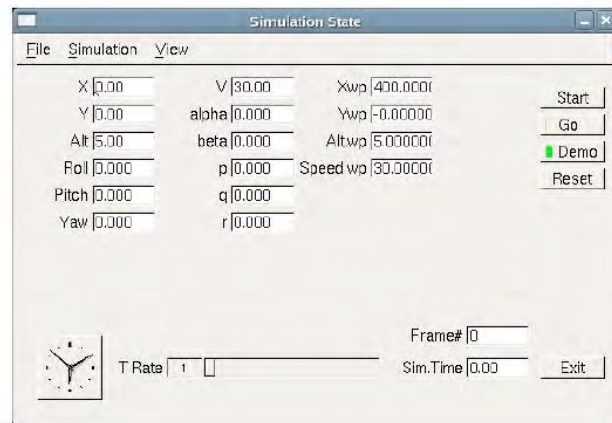 Simulation State
File Simulation View
X 0.00 V 30.00 Xwp 400.0000 Start
Y 0.00 alpha 0.000 Ywp -0.00000 Go
Alt 5.00 beta 0.000 Alt.wp 5.000000 Demo
Roll 0.000 p 0.000 Speed wp 30.00000 Reset
Pitch 0.000 q 0.000
Yaw 0.000 r 0.000
Frame# 0
T Rate 1 Sim.Time 0.00 Exit